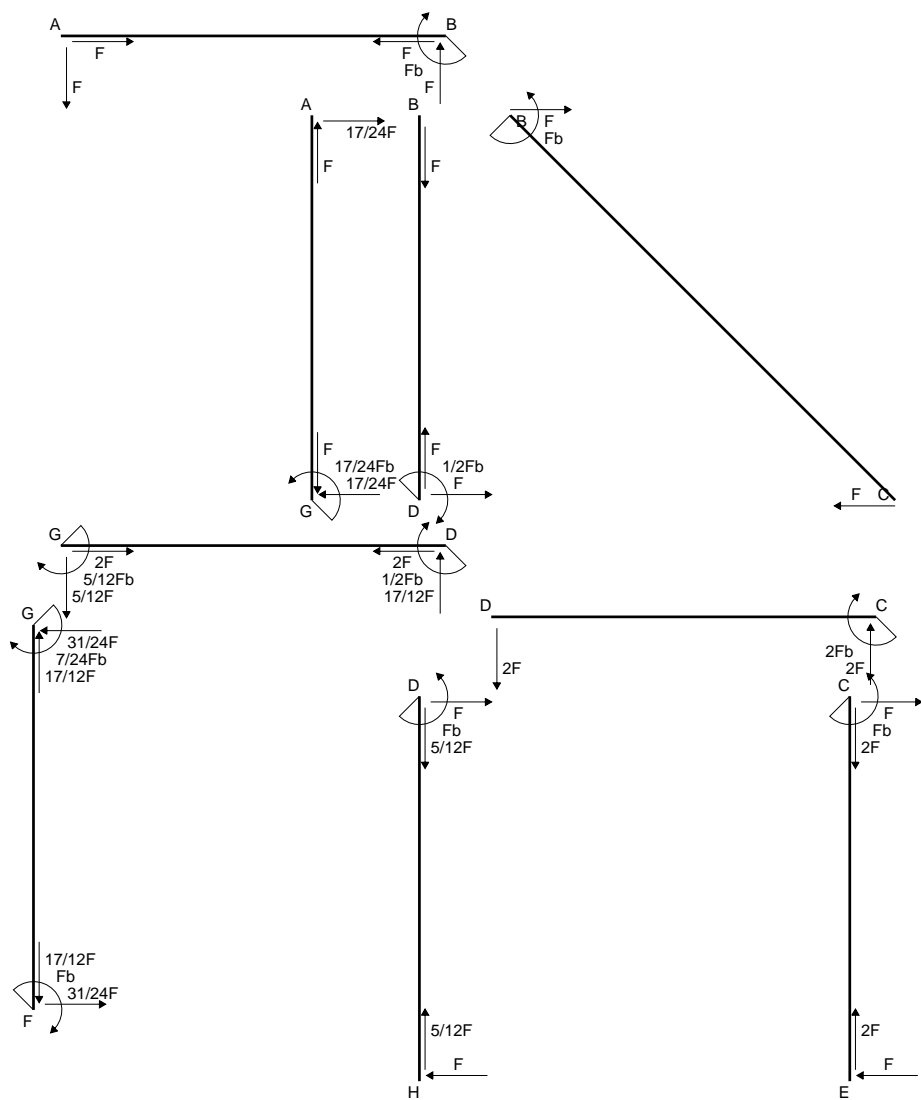 A B
F F
Fb
F F
A B
17/24F F
B Fb
F F
F F
17/24Fb 1/2Fb
17/24F F F C
G D
G D
2F 2F
5/12Fb 1/2Fb
5/12F 17/12F
G D C
31/24F
7/24Fb 2Fb
17/12F 2F 2F
D C
F F
Fb Fb
5/12F 2F
17/12F
Fb
31/24F
F
5/12F 2F
F F
H E